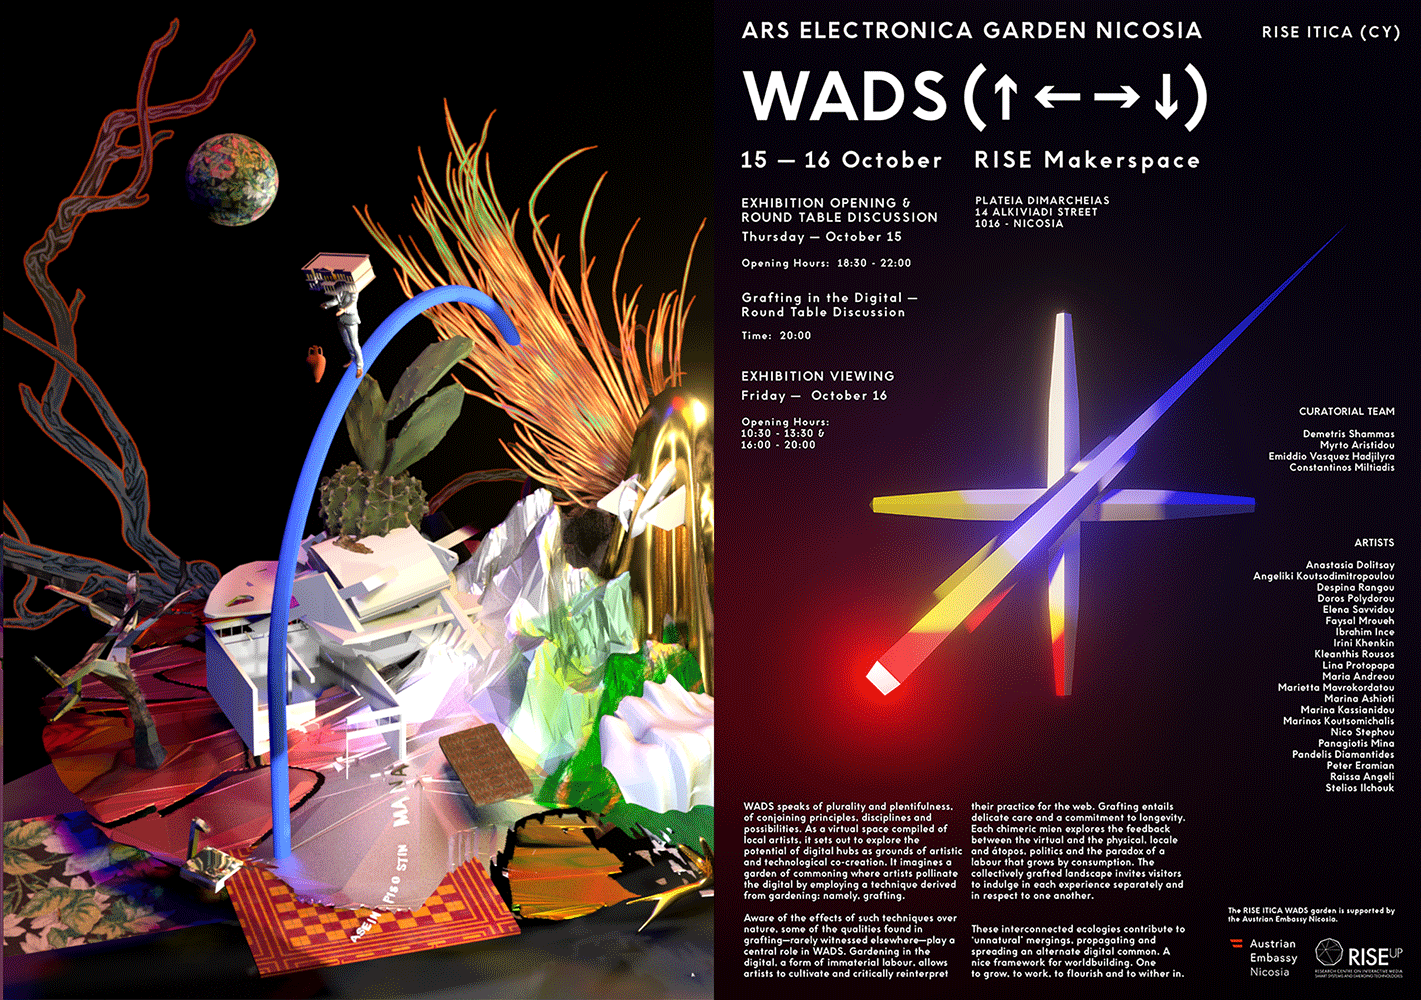 ARS ELECTRONICA GARDEN NICOSIA
RISE ITICA (CY)
WADS (↑ ← → ↓)
15 — 16 October
RISE Makerspace
EXHIBITION OPENING &
ROUND TABLE DISCUSSION
Thursday — October 15
Opening Hours: 18:30 - 22:00
PLATEIA DIMARCHEIAS
14 ALKIVIADI STREET
1016 - NICOSIA
Grafting in the Digital —
Round Table Discussion
Time: 20:00
EXHIBITION VIEWING
Friday — October 16
Opening Hours:
10:30 - 13:30 &
16:00 - 20:00
CURATORIAL TEAM
Demetris Shammas
Myrto Aristidou
Emiddio Vasquez Hadjilyra
Constantinos Miltiadis
ARTISTS
Anastasia Dolitsay
Angeliki Koutsodimitropoulou
Despina Rangou
Doros Polydorou
Elena Savvidou
Faysal Mroueh
Ibrahim Ince
Irini Khenkin
Kleanthis Rousos
Lina Protopapa
Maria Andreou
Marietta Mavrokordatou
Marina Ashioti
Marina Kassianidou
Marinos Koutsomichalis
Nico Stephou
Panagiotis Mina
Pandelis Diamantides
Peter Eramian
Raissa Angeli
Stelios Ilchouk
WADS speaks of plurality and plentifulness,
of conjoining principles, disciplines and
possibilities. As a virtual space compiled of
local artists, it sets out to explore the
potential of digital hubs as grounds of artistic
and technological co-creation. It imagines a
garden of commoning where artists pollinate
the digital by employing a technique derived
from gardening: namely, grafting.
Aware of the effects of such techniques over
nature, some of the qualities found in
grafting—rarely witnessed elsewhere—play a
central role in WADS. Gardening in the
digital, a form of immaterial labour, allows
artists to cultivate and critically reinterpret
their practice for the web. Grafting entails
delicate care and a commitment to longevity.
Each chimeric mien explores the feedback
between the virtual and the physical, locale
and átopos, politics and the paradox of a
labour that grows by consumption. The
collectively grafted landscape invites visitors
to indulge in each experience separately and
in respect to one another.
These interconnected ecologies contribute to
'unnatural' mergings, propagating and
spreading an alternate digital common. A
nice framework for worldbuilding. One
to grow, to work, to flourish and to wither in.
The RISE ITICA WADS garden is supported by
the Austrian Embassy Nicosia.
Austrian
Embassy
Nicosia
RISE UP
RESEARCH CENTRE ON INTERACTIVE MEDIA
SMART SYSTEMS AND EMERGING TECHNOLOGIES
ASEIN PISO STIN MANA